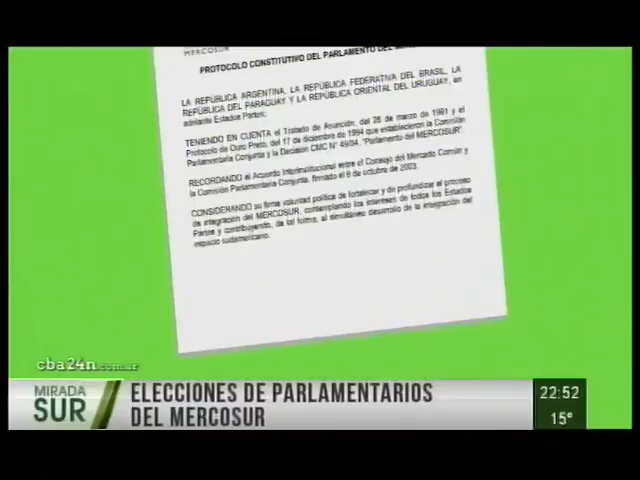 MERCOSUR
PROTOCOLO CONSTITUTIVO DEL PARLAMENTO DEL
LA REPÚBLICA ARGENTINA, LA REPÚBLICA FEDERATIVA DEL BRASIL, LA
REPÚBLICA DEL PARAGUAY Y LA REPÚBLICA ORIENTAL DEL URUGUAY, en
adelante Estados Partes;
TENIENDO EN CUENTA el Tratado de Asunción, del 26 de marzo de 1991 y el
Protocolo de Ouro Preto, del 17 de diciembre de 1994 que establecieron la Comisión
Parlamentaria Conjunta y la Decisión CMC Nº 49/04, "Parlamento del MERCOSUR".
RECORDANDO el Acuerdo Interinstitucional entre el Consejo del Mercado Común y
la Comisión Parlamentaria Conjunta, firmado el 6 de octubre de 2003.
CONSIDERANDO su firme voluntad política de fortalecer y de profundizar el proceso
de integración del MERCOSUR, contemplando los intereses de todos los Estados
Partes y contribuyendo, de tal forma, al simultáneo desarrollo de la integración del
espacio sudamericano.
cba24n.com.ar
MIRADA
SUR
ELECCIONES DE PARLAMENTARIOS
DEL MERCOSUR
22:52
15°